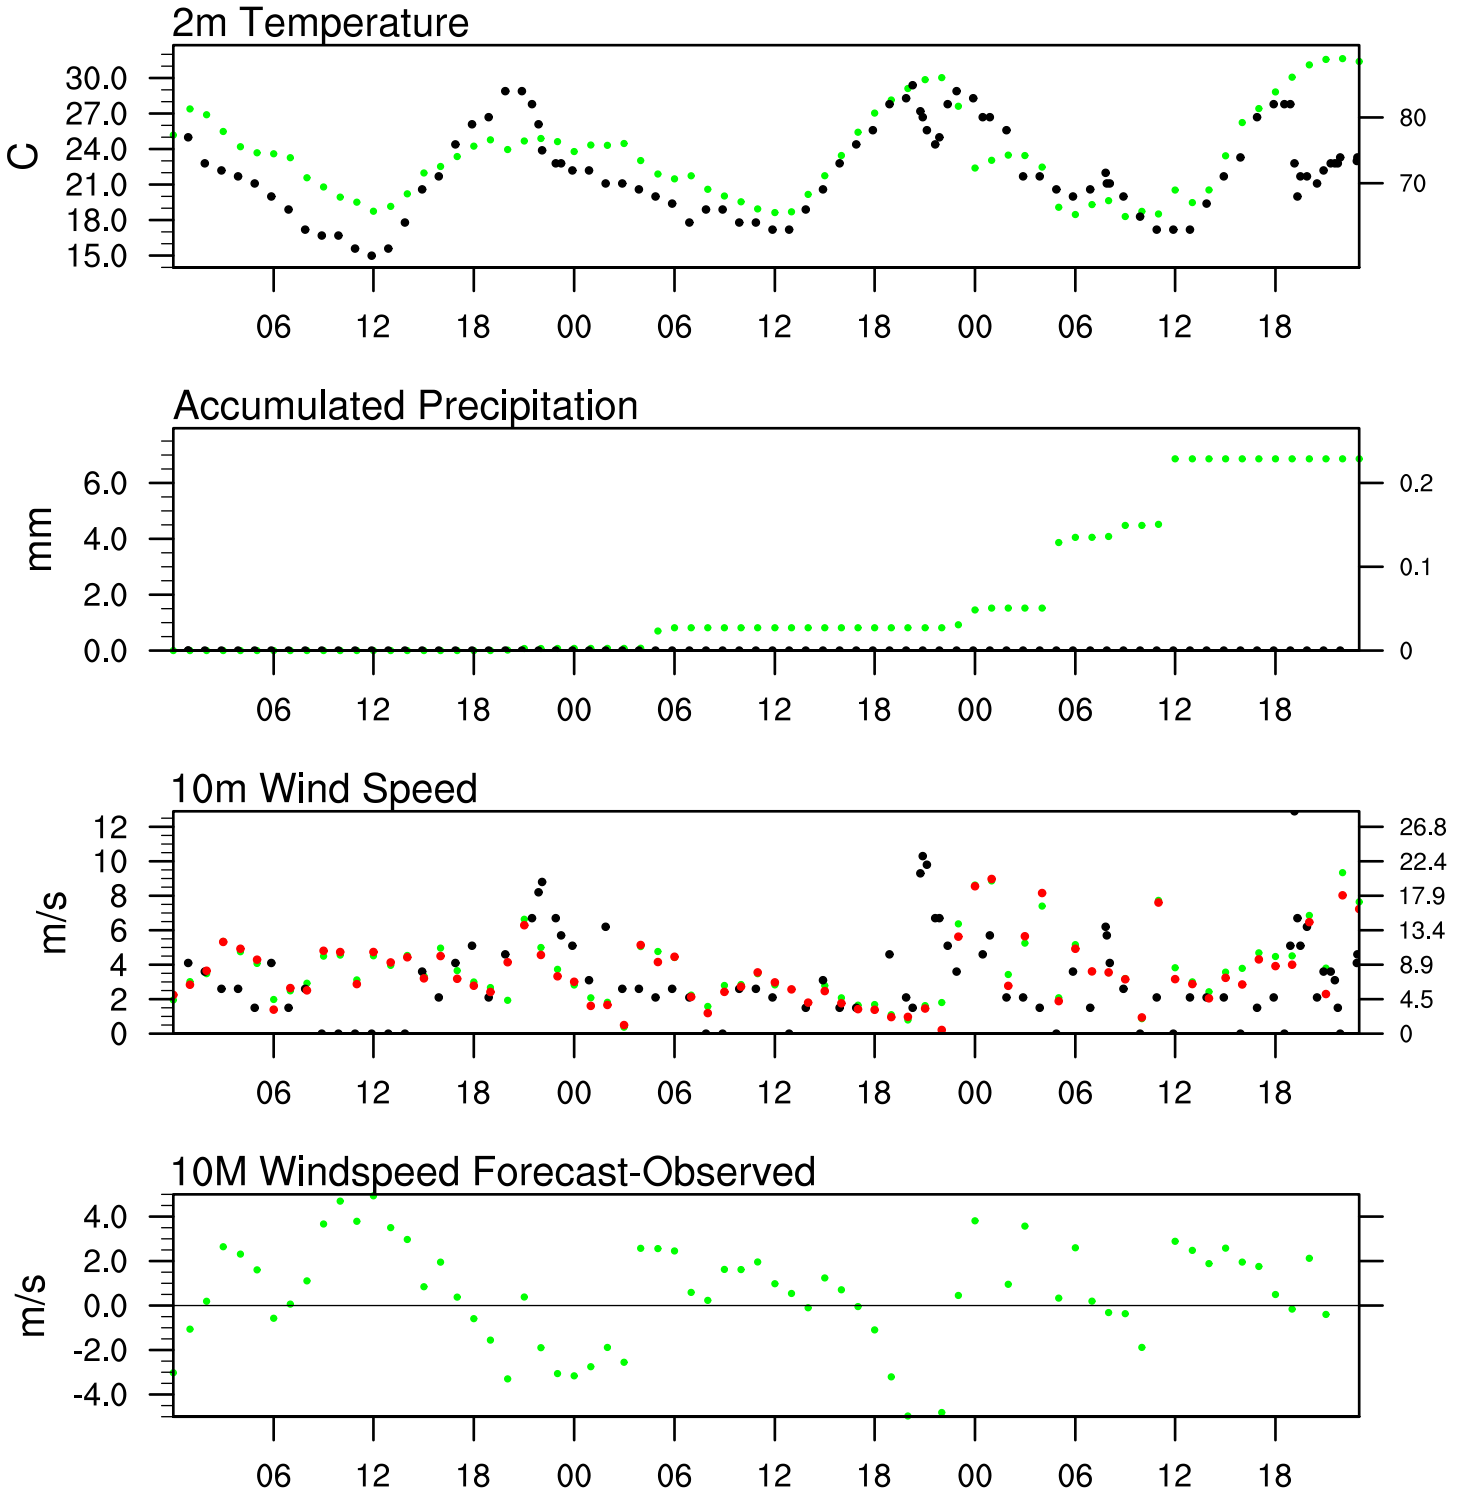 2m Temperature
30.0
27.0
80
24.0
C
21.0
70
18.0
15.0
06 12 18 00 06 12 18 00 06 12 18
Accumulated Precipitation
6.0
0.2
4.0
mm
0.1
2.0
0.0
0
06 12 18 00 06 12 18 00 06 12 18
10m Wind Speed
12
26.8
10
22.4
8
17.9
m/s
6
13.4
4
8.9
2
4.5
0
0
06 12 18 00 06 12 18 00 06 12 18
10M Windspeed Forecast-Observed
4.0
2.0
m/s
0.0
-2.0
-4.0
06 12 18 00 06 12 18 00 06 12 18